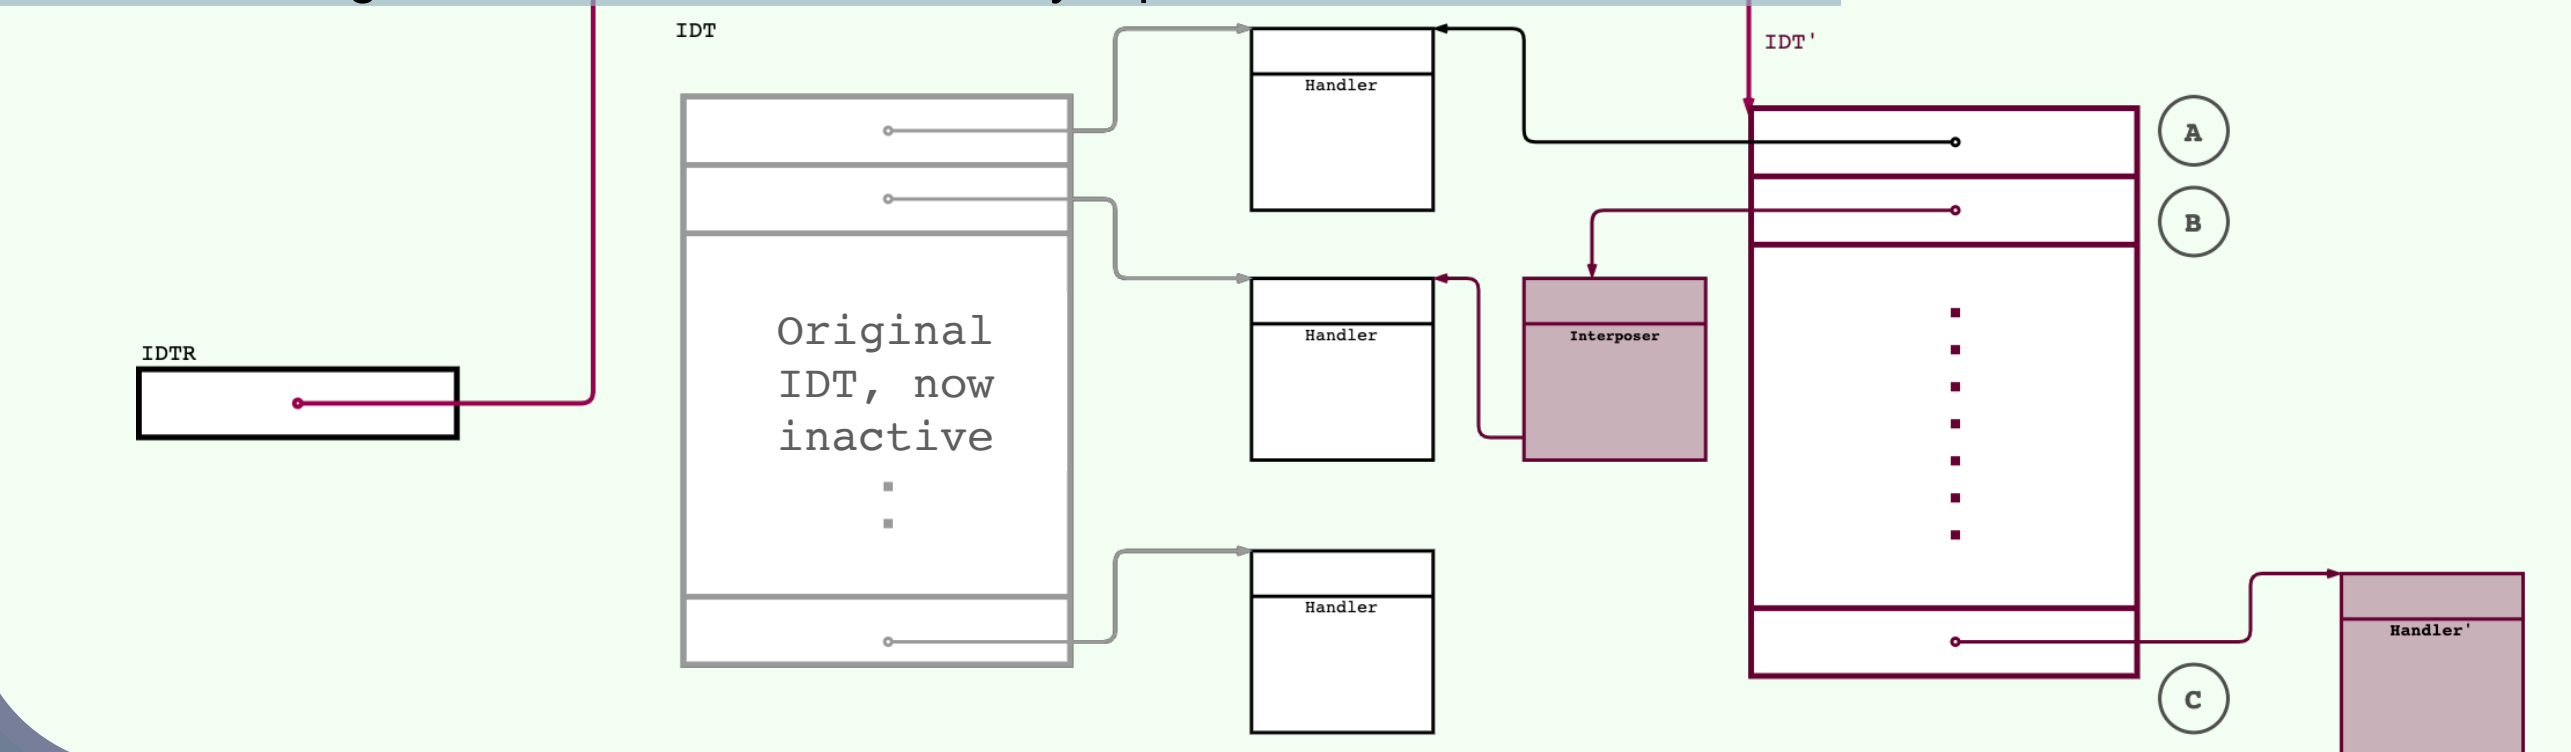 IDT
IDT'
Handler
A
B
IDTR
Original
IDT, now
inactive
Handler
Interposer
Handler
Handler'
C